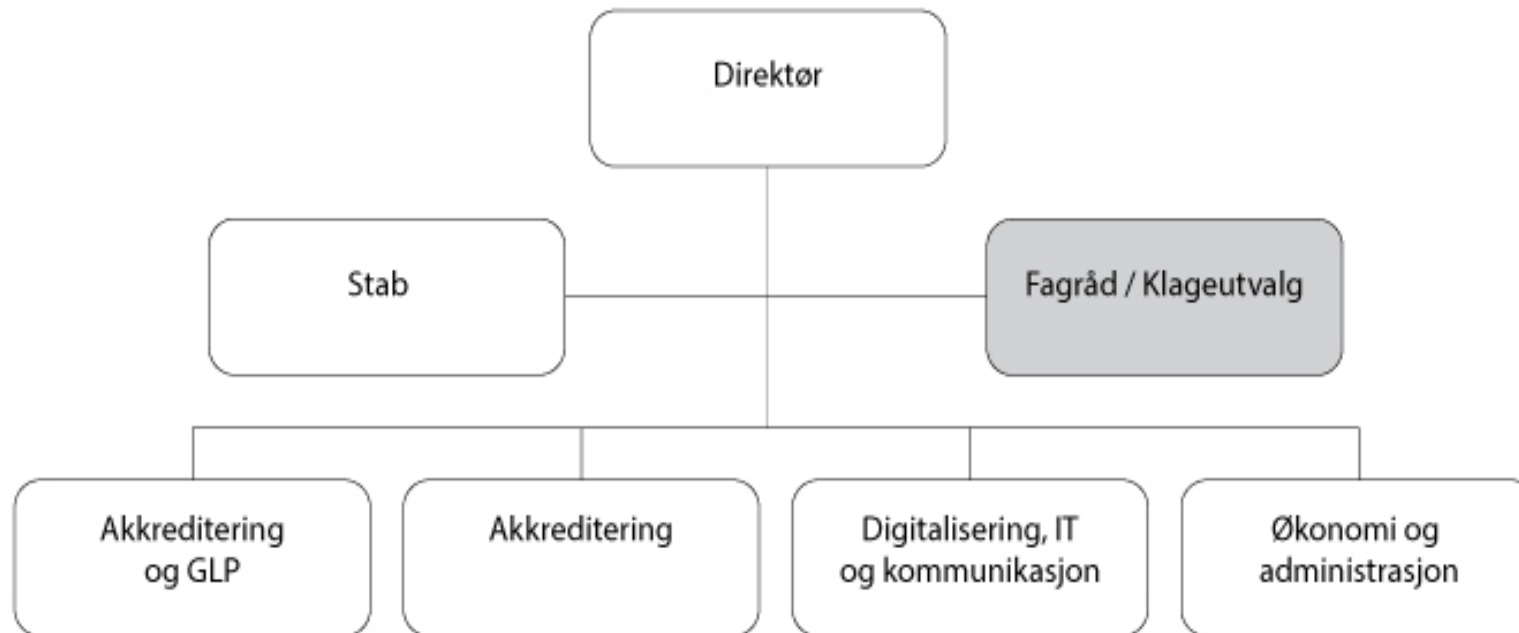 Direktør
Stab
Fagråd / Klageutvalg
Akkreditering
og GLP
Akkreditering
Digitalisering, IT
og kommunikasjon
Økonomi og
administrasjon